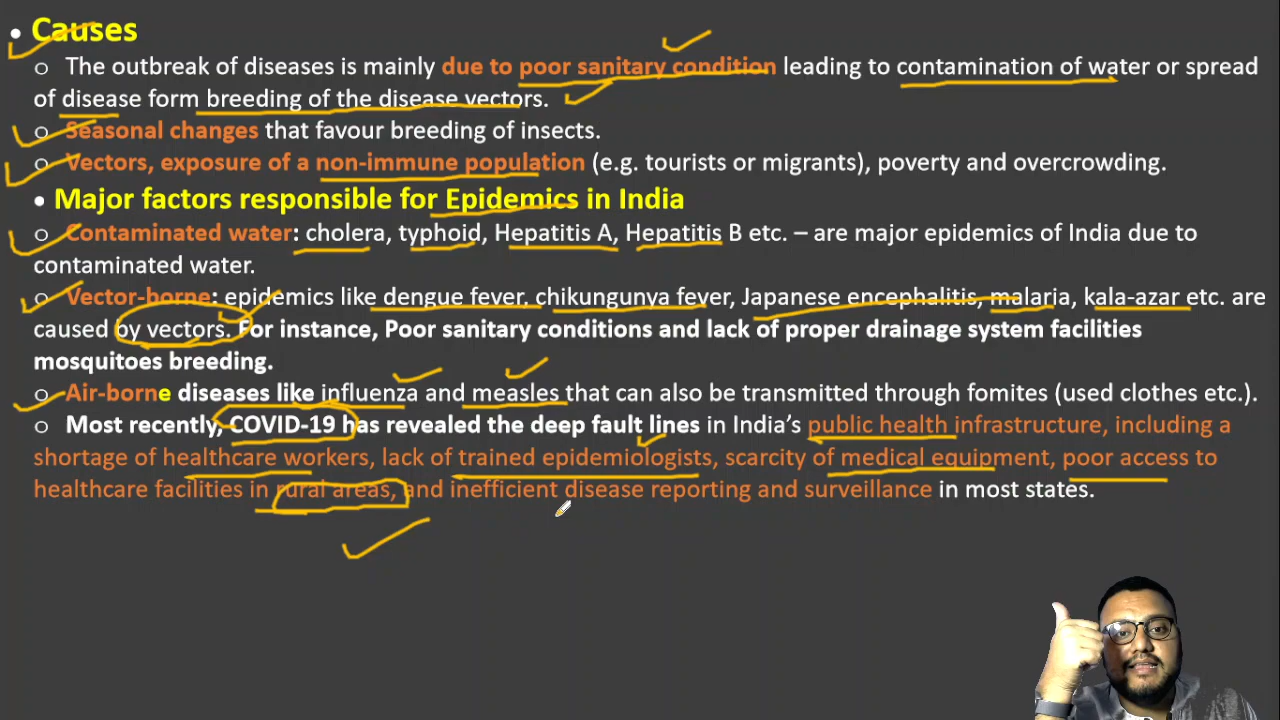 • Causes
o The outbreak of diseases is mainly due to poor sanitary condition leading to contamination of water or spread
of disease form breeding of the disease vectors.
o Seasonal changes that favour breeding of insects.
o Vectors, exposure of a non-immune population (e.g. tourists or migrants), poverty and overcrowding.
• Major factors responsible for Epidemics in India
o Contaminated water: cholera, typhoid, Hepatitis A, Hepatitis B etc. – are major epidemics of India due to
contaminated water.
o Vector-borne: epidemics like dengue fever, chikungunya fever, Japanese encephalitis, malaria, kala-azar etc. are
caused by vectors. For instance, Poor sanitary conditions and lack of proper drainage system facilities
mosquitoes breeding.
o Air-borne diseases like influenza and measles that can also be transmitted through fomites (used clothes etc.).
o Most recently, COVID-19 has revealed the deep fault lines in India's public health infrastructure, including a
shortage of healthcare workers, lack of trained epidemiologists, scarcity of medical equipment, poor access to
healthcare facilities in rural areas, and inefficient disease reporting and surveillance in most states.